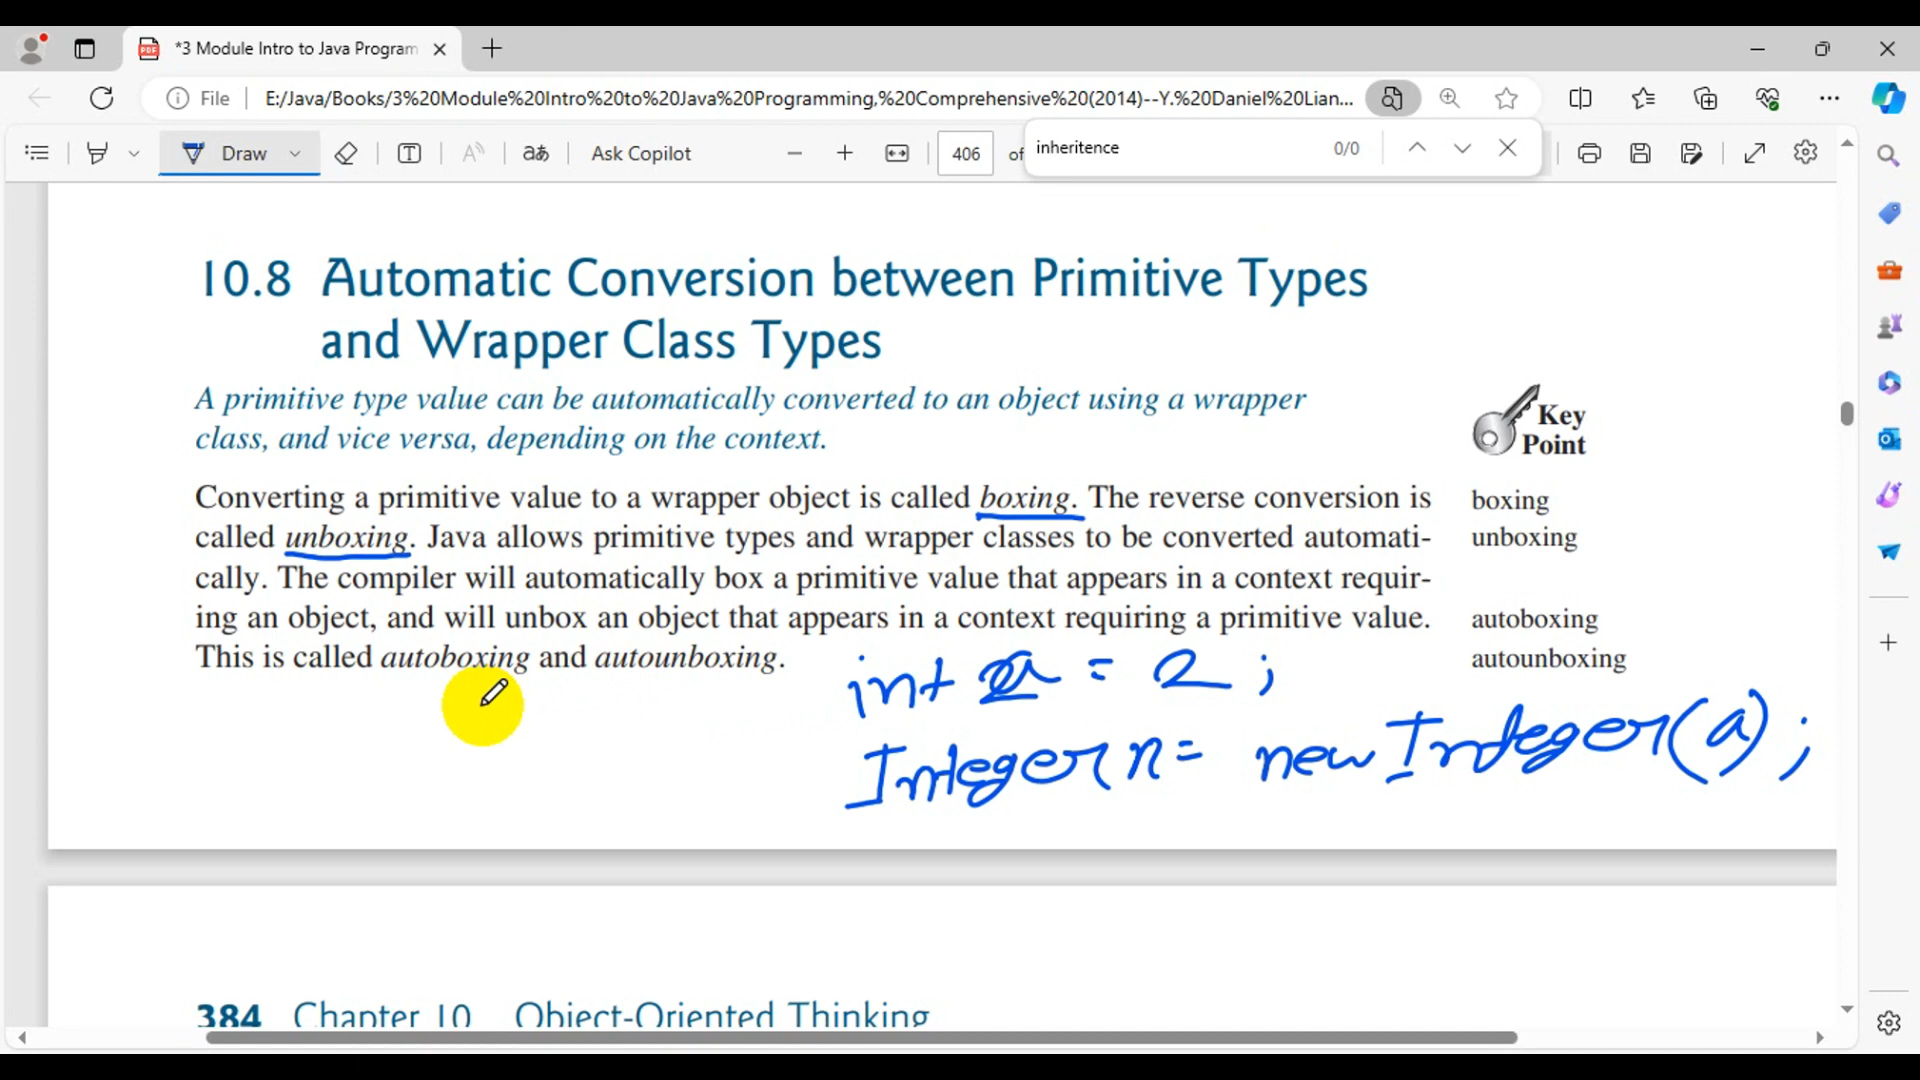 *3 Module Intro to Java Program
File
E:/Java/Books/3%20Module%20Intro%20to%20Java%20Programming,%20Comprehensive%20(2014)--Y.%20Daniel%20Lian...
Draw
Ask Copilot
406
of
inheritence
0/0
10.8 Automatic Conversion between Primitive Types
and Wrapper Class Types
A primitive type value can be automatically converted to an object using a wrapper
class, and vice versa, depending on the context.
Key
Point
Converting a primitive value to a wrapper object is called boxing. The reverse conversion is
called unboxing. Java allows primitive types and wrapper classes to be converted automati-
cally. The compiler will automatically box a primitive value that appears in a context requir-
ing an object, and will unbox an object that appears in a context requiring a primitive value.
This is called autoboxing and autounboxing.
boxing
unboxing
autoboxing
autounboxing
int a = 2 ;
Integer n = new Integer(a) ;
384 Chapter 10 Object-Oriented Thinking